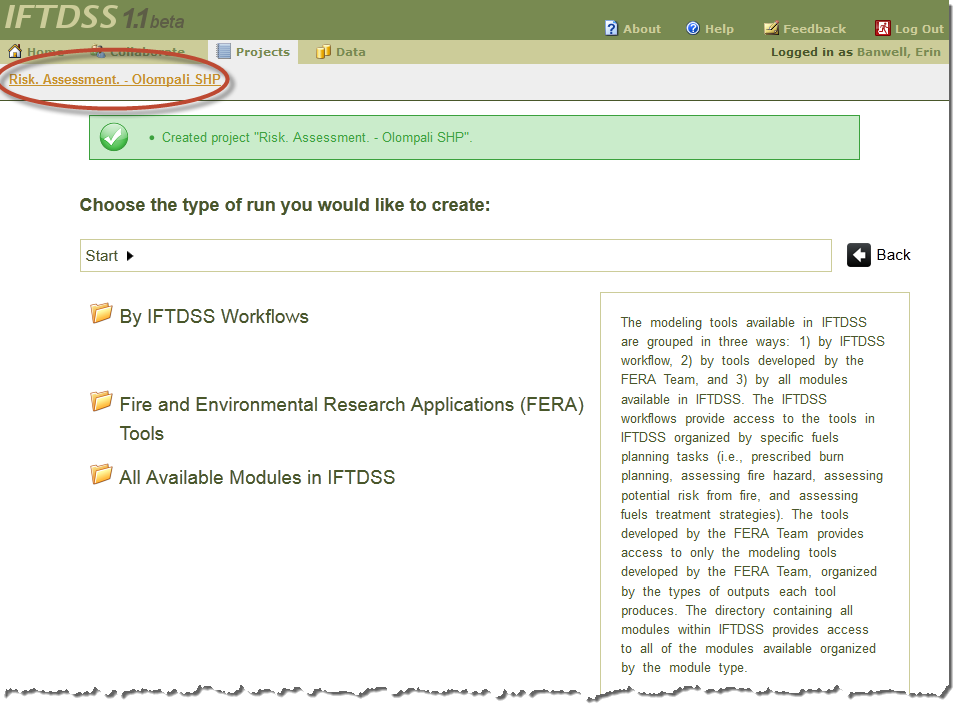 IFTDSS 1.1 beta
About Help Feedback Log Out
Home Collaborate Projects Data Logged in as Banwell, Erin
Risk. Assessment. - Olompali SHP
• Created project "Risk. Assessment. - Olompali SHP".
Choose the type of run you would like to create:
Start
Back
By IFTDSS Workflows
Fire and Environmental Research Applications (FERA)
Tools
All Available Modules in IFTDSS
The modeling tools available in IFTDSS
are grouped in three ways: 1) by IFTDSS
workflow, 2) by tools developed by the
FERA Team, and 3) by all modules
available in IFTDSS. The IFTDSS
workflows provide access to the tools in
IFTDSS organized by specific fuels
planning tasks (i.e., prescribed burn
planning, assessing fire hazard, assessing
potential risk from fire, and assessing
fuels treatment strategies). The tools
developed by the FERA Team provides
access to only the modeling tools
developed by the FERA Team, organized
by the types of outputs each tool
produces. The directory containing all
modules within IFTDSS provides access
to all of the modules available organized
by the module type.